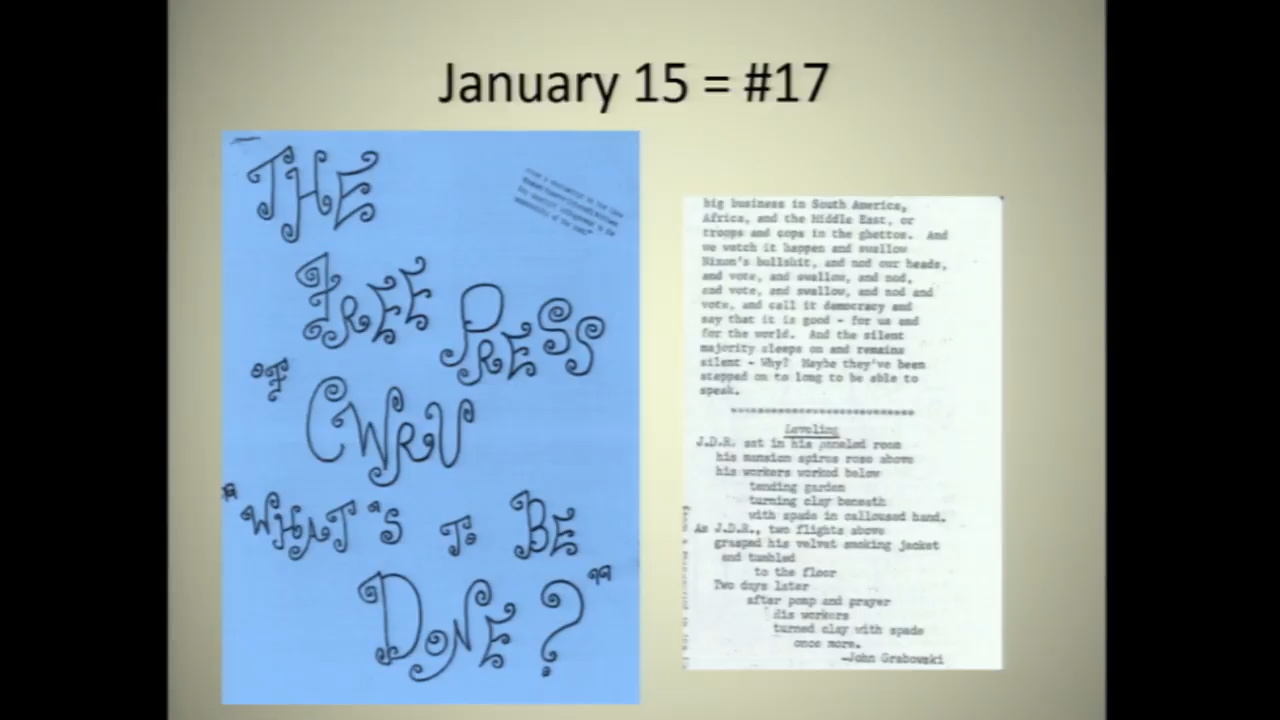 January 15 = #17
THE
FREE PRESS
OF
CWRU
"WHAT'S TO BE
DONE?"
big business in South America,
Africa, and the Middle East, or
troops and cops in the ghettos. And
we watch it happen and swallow
Nixon's bullshit, and nod our heads,
and vote, and swallow, and nod,
and vote, and swallow, and nod and
vote, and call it democracy and
say that it is good - for us and
for the world. And the silent
majority sleeps on and remains
silent - Why? Maybe they've been
stepped on to long to be able to
speak.
****************************
Leveling
J.D.R. sat in his paneled room
his mansion spires rose above
his workers worked below
tending garden
turning clay beneath
with spade in calloused hand.
As J.D.R., two flights above
grasped his velvet smoking jacket
and tumbled
to the floor
Two days later
after pomp and prayer
his workers
turned clay with spade
once more.
-John Grabowski